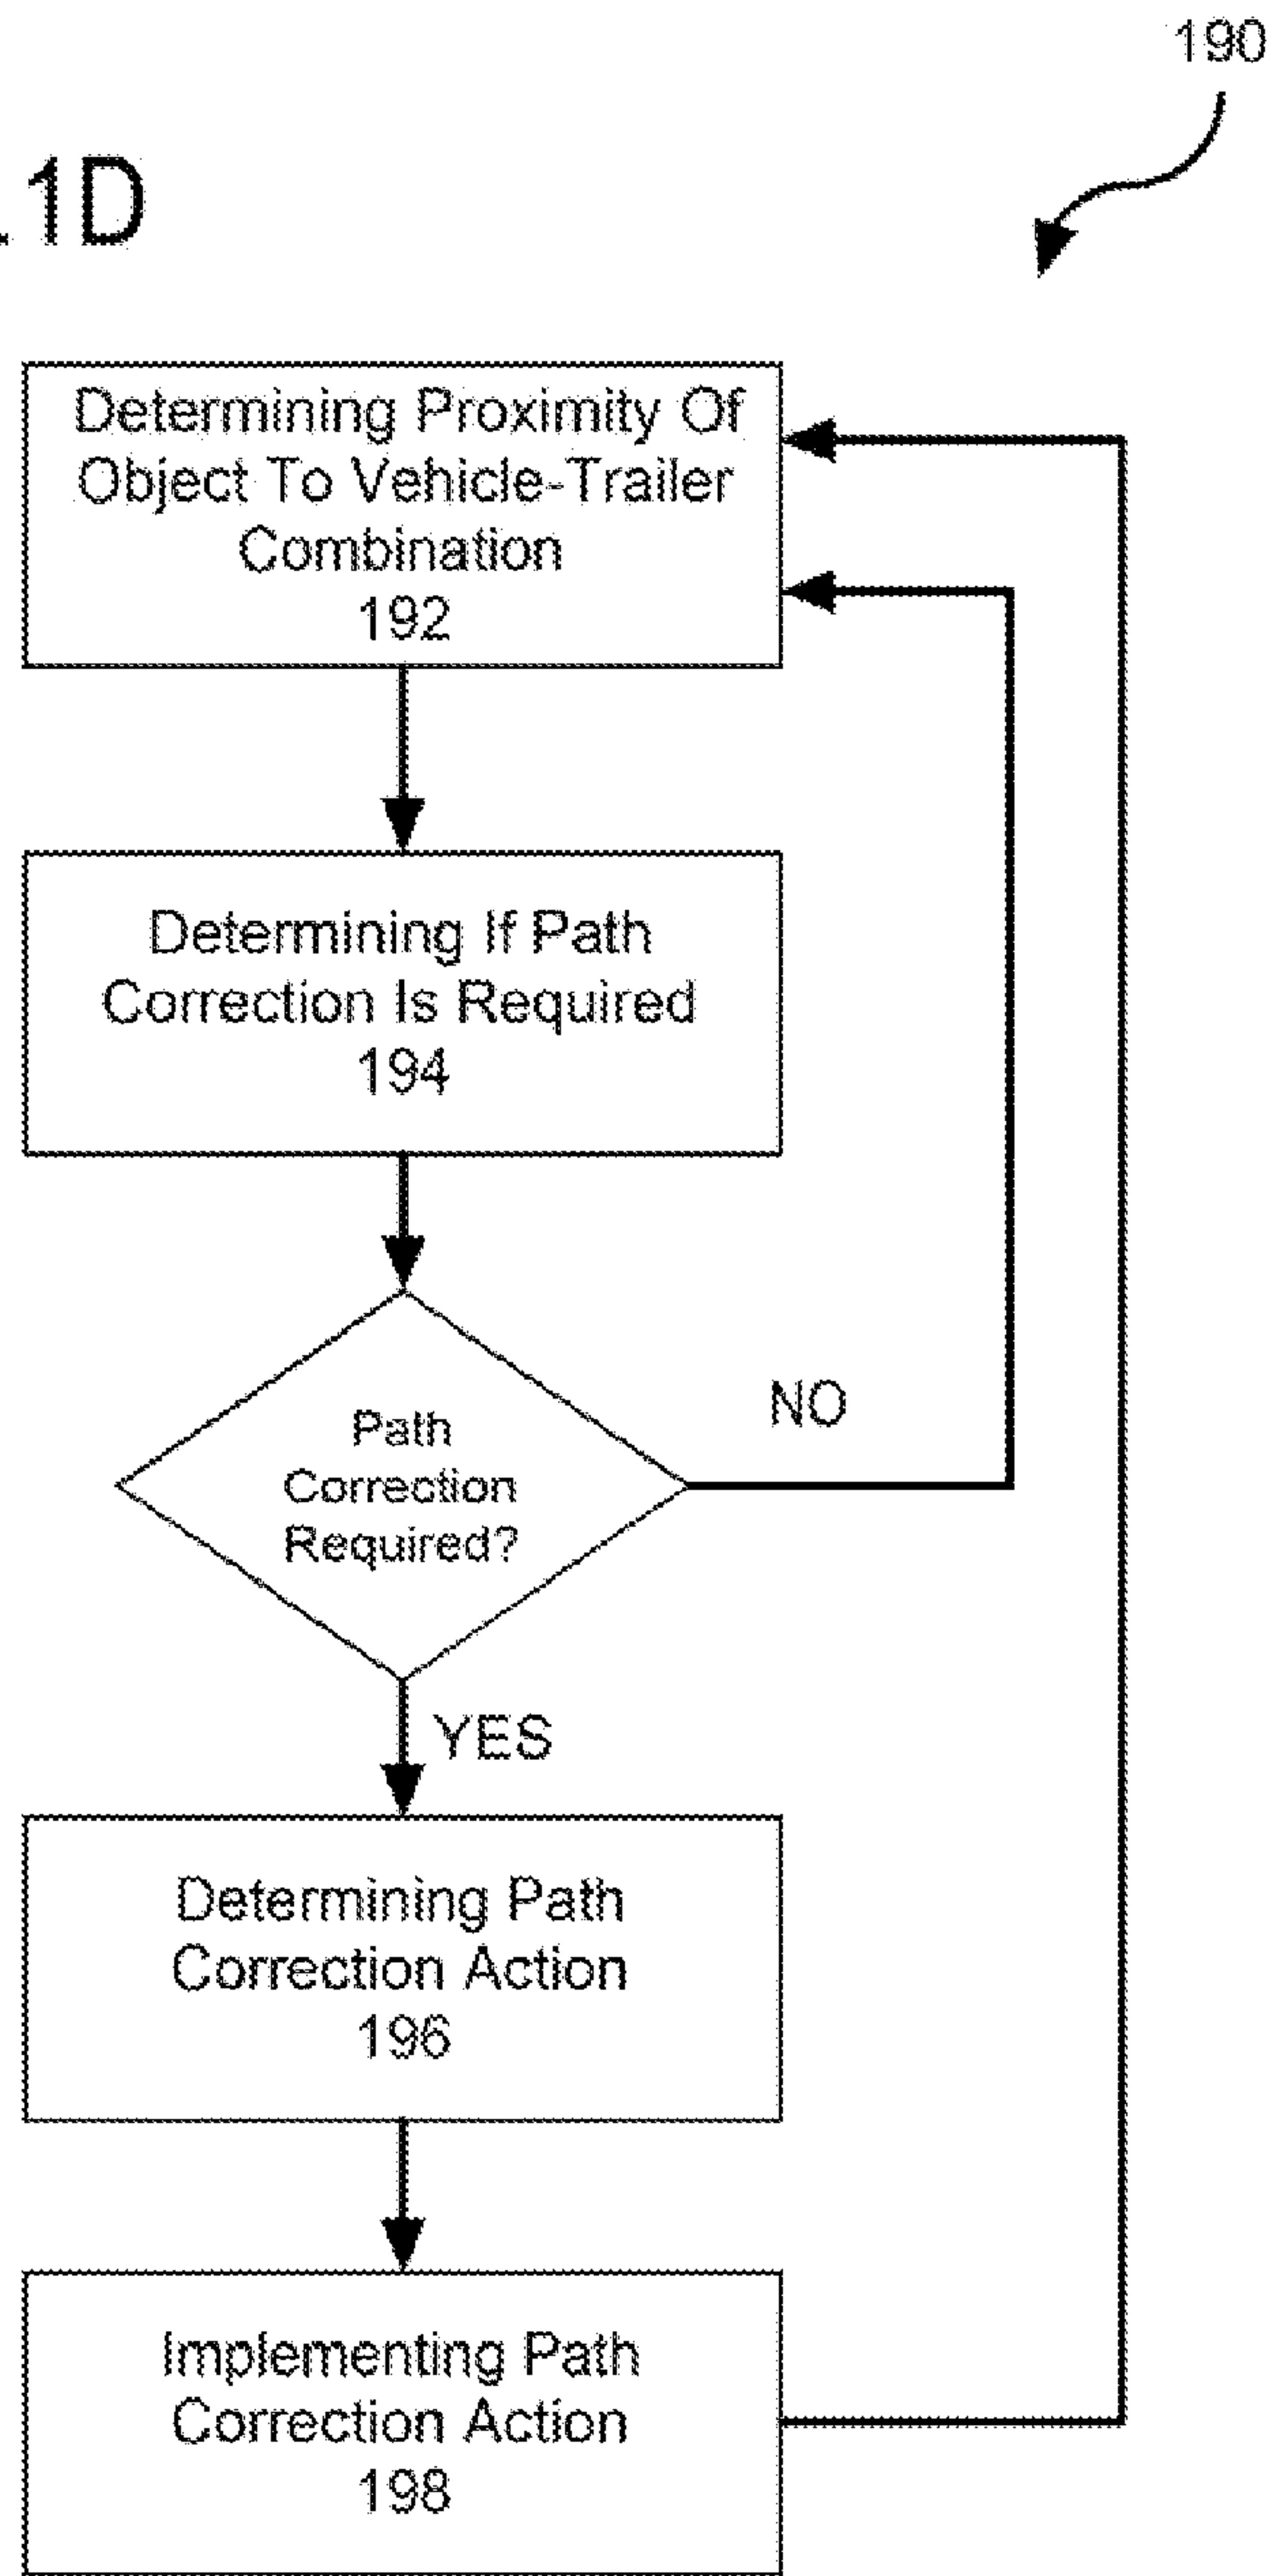 190
.1D
Determining Proximity Of
Object To Vehicle-Trailer
Combination
192
Determining If Path
Correction Is Required
194
Path
Correction
Required?
NO
YES
Determining Path
Correction Action
196
Implementing Path
Correction Action
198